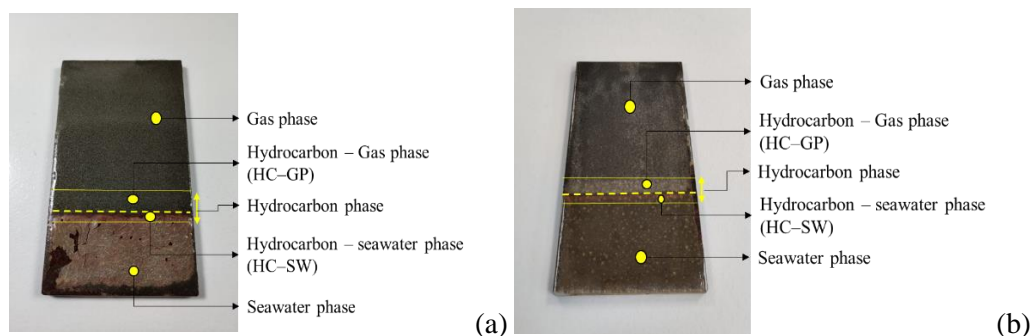 Gas phase
Hydrocarbon – Gas phase
(HC–GP)
Hydrocarbon phase
Hydrocarbon – seawater phase
(HC–SW)
Seawater phase
(a)
Gas phase
Hydrocarbon – Gas phase
(HC–GP)
Hydrocarbon phase
Hydrocarbon – seawater phase
(HC–SW)
Seawater phase
(b)